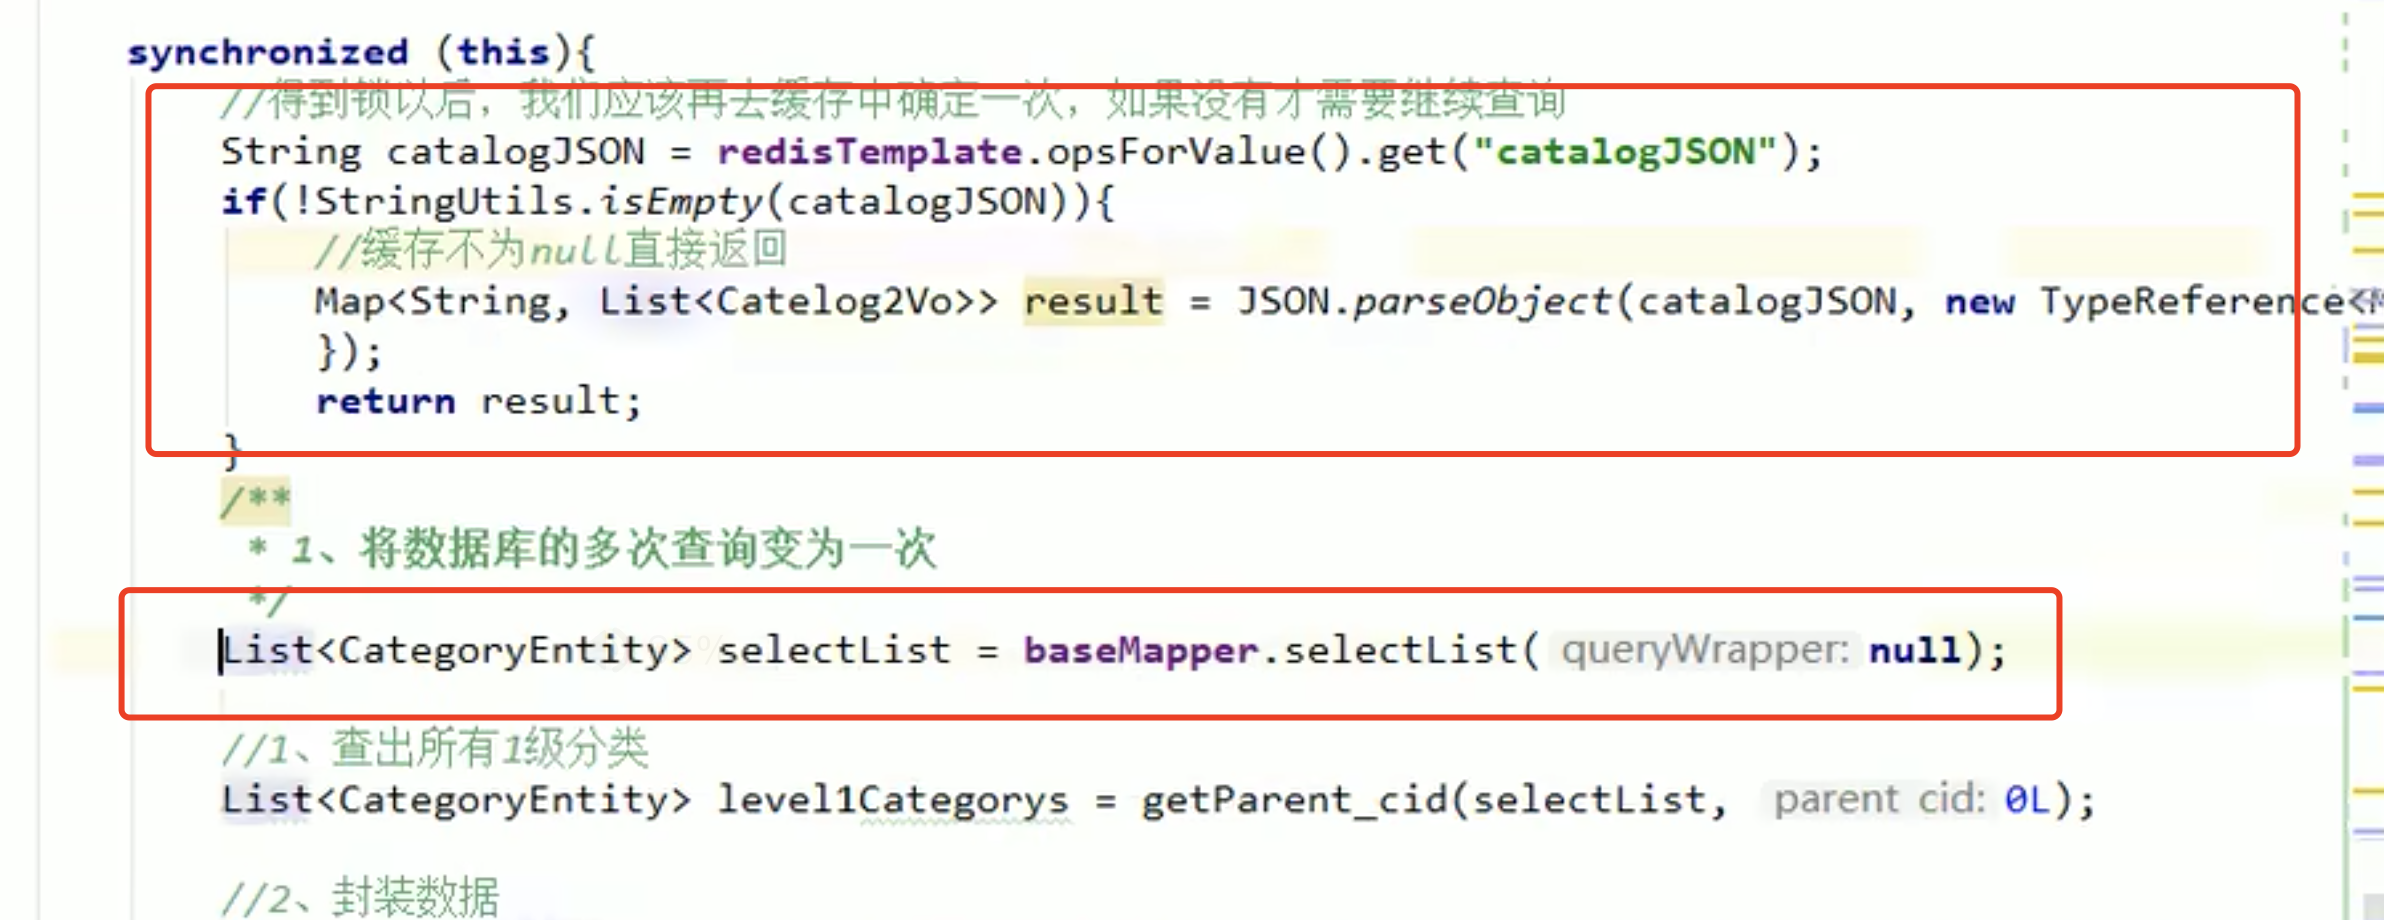 synchronized (this){
//得到锁以后，我们应该再去缓存中确定一次，如果没有才需要继续查询
String catalogJSON = redisTemplate.opsForValue().get("catalogJSON");
if(!StringUtils.isEmpty(catalogJSON)){
//缓存不为null直接返回
Map<String, List<Catelog2Vo>> result = JSON.parseObject(catalogJSON, new TypeReference<
});
return result;
}
/**
* 1、将数据库的多次查询变为一次
*/
List<CategoryEntity> selectList = baseMapper.selectList( queryWrapper: null);
//1、查出所有1级分类
List<CategoryEntity> level1Categorys = getParent_cid(selectList, parent cid: 0L);
//2、封装数据